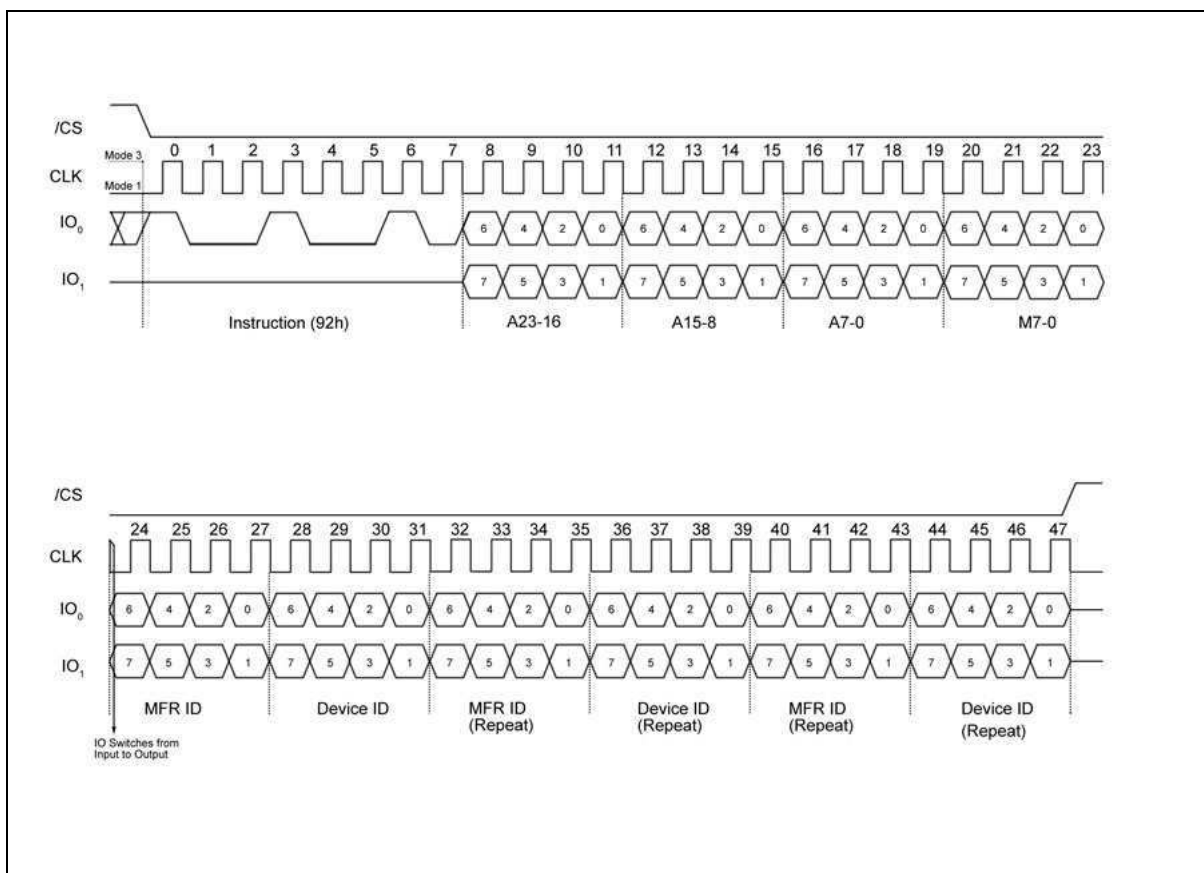 /CS
Mode 3
0 1 2 3 4 5 6 7 8 9 10 11 12 13 14 15 16 17 18 19 20 21 22 23
CLK
Mode 1
IO0
6 4 2 0 6 4 2 0 6 4 2 0 6 4 2 0
IO1
7 5 3 1 7 5 3 1 7 5 3 1 7 5 3 1
Instruction (92h) A23-16 A15-8 A7-0 M7-0
/CS
24 25 26 27 28 29 30 31 32 33 34 35 36 37 38 39 40 41 42 43 44 45 46 47
CLK
IO0
6 4 2 0 6 4 2 0 6 4 2 0 6 4 2 0 6 4 2 0 6 4 2 0
IO1
7 5 3 1 7 5 3 1 7 5 3 1 7 5 3 1 7 5 3 1 7 5 3 1
MFR ID Device ID MFR ID Device ID MFR ID Device ID
(Repeat) (Repeat) (Repeat) (Repeat)
IO Switches from
Input to Output